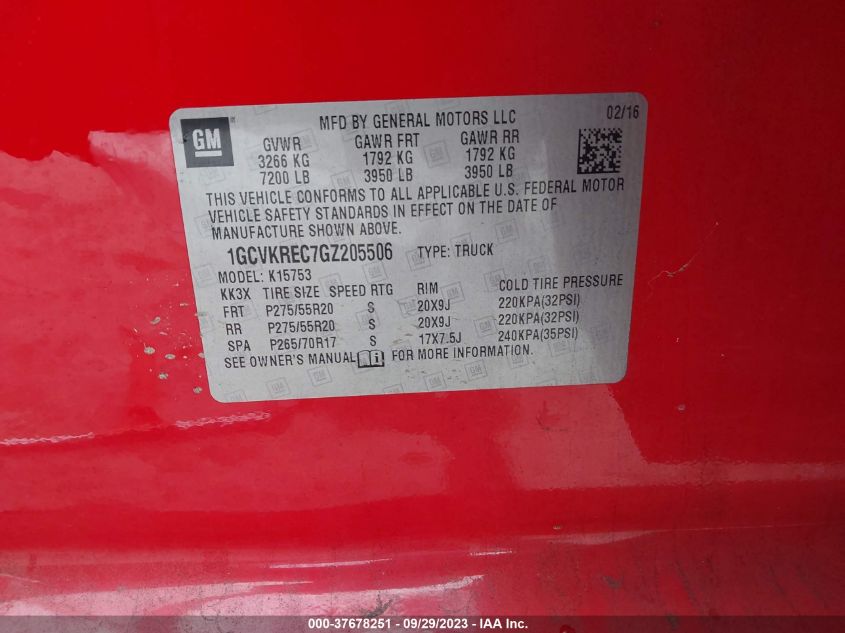 GM
MFD BY GENERAL MOTORS LLC
02/16
GVWR GAWR FRT GAWR RR
3266 KG 1792 KG 1792 KG
7200 LB 3950 LB 3950 LB
THIS VEHICLE CONFORMS TO ALL APPLICABLE U.S. FEDERAL MOTOR
VEHICLE SAFETY STANDARDS IN EFFECT ON THE DATE OF
MANUFACTURE SHOWN ABOVE.
1GCVKREC7GZ205506 TYPE: TRUCK
MODEL: K15753
KK3X TIRE SIZE SPEED RTG RIM COLD TIRE PRESSURE
FRT P275/55R20 S 20X9J 220KPA(32PSI)
RR P275/55R20 S 20X9J 220KPA(32PSI)
SPA P265/70R17 S 17X7.5J 240KPA(35PSI)
SEE OWNER'S MANUAL FOR MORE INFORMATION.
000-37678251 - 09/29/2023 - IAA Inc.